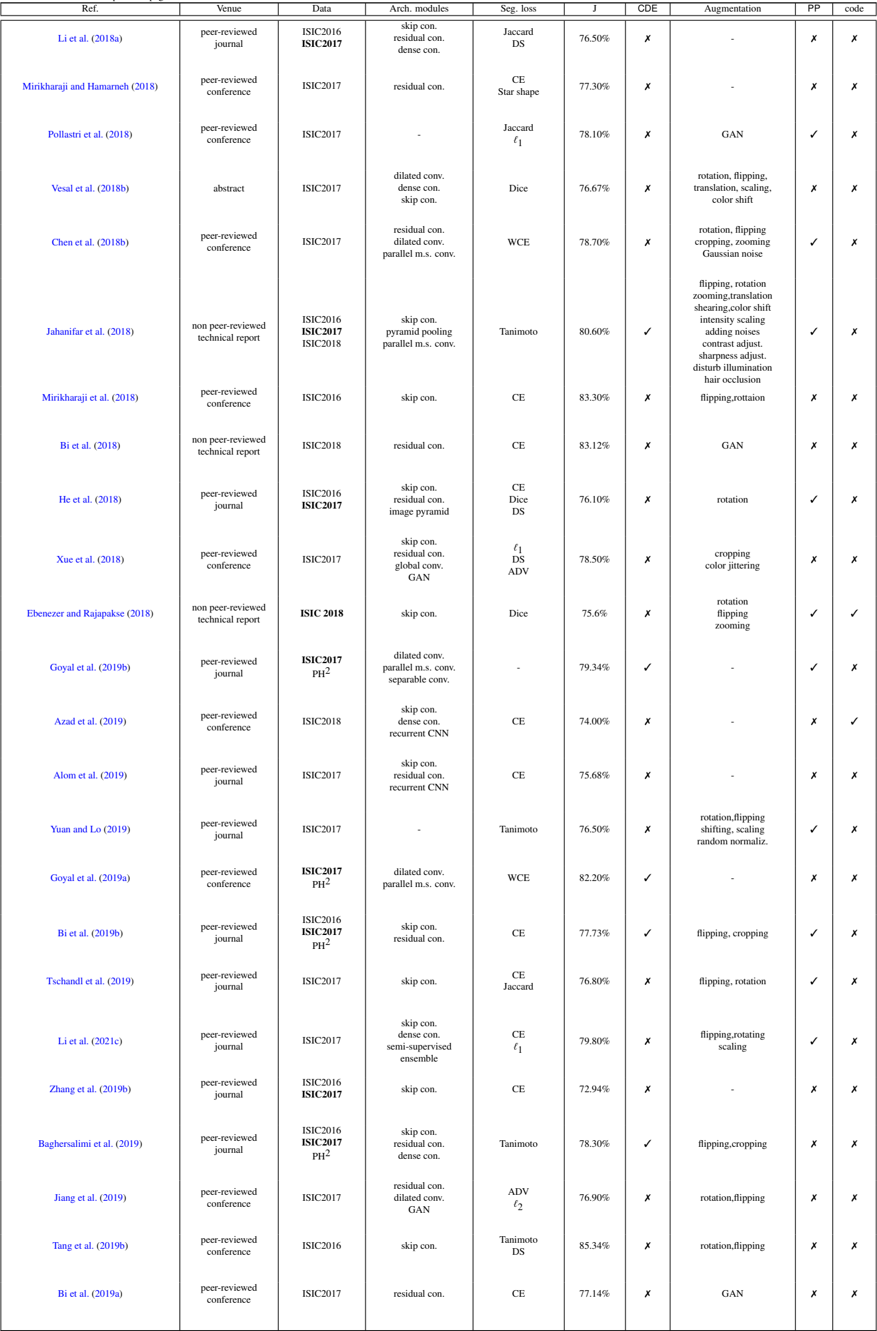 Ref. Venue Data Arch. modules Seg. loss J CDE Augmentation PP code
Li et al. (2018a) peer-reviewed journal ISIC2016 ISIC2017 skip con. residual con. dense con. Jaccard DS 76.50% ✗ - ✗ ✗
Mirikharaji and Hamarneh (2018) peer-reviewed conference ISIC2017 residual con. CE Star shape 77.30% ✗ - ✗ ✗
Pollastri et al. (2018) peer-reviewed conference ISIC2017 - Jaccard ℓ1 78.10% ✗ GAN ✓ ✗
Vesal et al. (2018b) abstract ISIC2017 dilated conv. dense con. skip con. Dice 76.67% ✗ rotation, flipping, translation, scaling, color shift ✗ ✗
Chen et al. (2018b) peer-reviewed conference ISIC2017 residual con. dilated conv. parallel m.s. conv. WCE 78.70% ✗ rotation, flipping cropping, zooming Gaussian noise ✓ ✗
Jahanifar et al. (2018) non peer-reviewed technical report ISIC2016 ISIC2017 ISIC2018 skip con. pyramid pooling parallel m.s. conv. Tanimoto 80.60% ✓ flipping, rotation zooming,translation shearing,color shift intensity scaling adding noises contrast adjust. sharpness adjust. disturb illumination hair occlusion ✓ ✗
Mirikharaji et al. (2018) peer-reviewed conference ISIC2016 skip con. CE 83.30% ✗ flipping,rottaion ✗ ✗
Bi et al. (2018) non peer-reviewed technical report ISIC2018 residual con. CE 83.12% ✗ GAN ✗ ✗
He et al. (2018) peer-reviewed journal ISIC2016 ISIC2017 skip con. residual con. image pyramid CE Dice DS 76.10% ✗ rotation ✓ ✗
Xue et al. (2018) peer-reviewed conference ISIC2017 skip con. residual con. global conv. GAN ℓ1 DS ADV 78.50% ✗ cropping color jittering ✗ ✗
Ebenezer and Rajapakse (2018) non peer-reviewed technical report ISIC 2018 skip con. Dice 75.6% ✗ rotation flipping zooming ✓ ✓
Goyal et al. (2019b) peer-reviewed journal ISIC2017 PH2 dilated conv. parallel m.s. conv. separable conv. - 79.34% ✓ - ✓ ✗
Azad et al. (2019) peer-reviewed conference ISIC2018 skip con. dense con. recurrent CNN CE 74.00% ✗ - ✗ ✓
Alom et al. (2019) peer-reviewed journal ISIC2017 skip con. residual con. recurrent CNN CE 75.68% ✗ - ✗ ✗
Yuan and Lo (2019) peer-reviewed journal ISIC2017 - Tanimoto 76.50% ✗ rotation,flipping shifting, scaling random normaliz. ✓ ✗
Goyal et al. (2019a) peer-reviewed conference ISIC2017 PH2 dilated conv. parallel m.s. conv. WCE 82.20% ✓ - ✗ ✗
Bi et al. (2019b) peer-reviewed journal ISIC2016 ISIC2017 PH2 skip con. residual con. CE 77.73% ✓ flipping, cropping ✓ ✗
Tschandl et al. (2019) peer-reviewed journal ISIC2017 skip con. CE Jaccard 76.80% ✗ flipping, rotation ✓ ✗
Li et al. (2021c) peer-reviewed journal ISIC2017 skip con. dense con. semi-supervised ensemble CE ℓ1 79.80% ✗ flipping,rotating scaling ✓ ✗
Zhang et al. (2019b) peer-reviewed journal ISIC2016 ISIC2017 skip con. CE 72.94% ✗ - ✗ ✗
Baghersalimi et al. (2019) peer-reviewed journal ISIC2016 ISIC2017 PH2 skip con. residual con. dense con. Tanimoto 78.30% ✓ flipping,cropping ✗ ✗
Jiang et al. (2019) peer-reviewed conference ISIC2017 residual con. dilated conv. GAN ADV ℓ2 76.90% ✗ rotation,flipping ✗ ✗
Tang et al. (2019b) peer-reviewed conference ISIC2016 skip con. Tanimoto DS 85.34% ✗ rotation,flipping ✗ ✗
Bi et al. (2019a) peer-reviewed conference ISIC2017 residual con. CE 77.14% ✗ GAN ✗ ✗